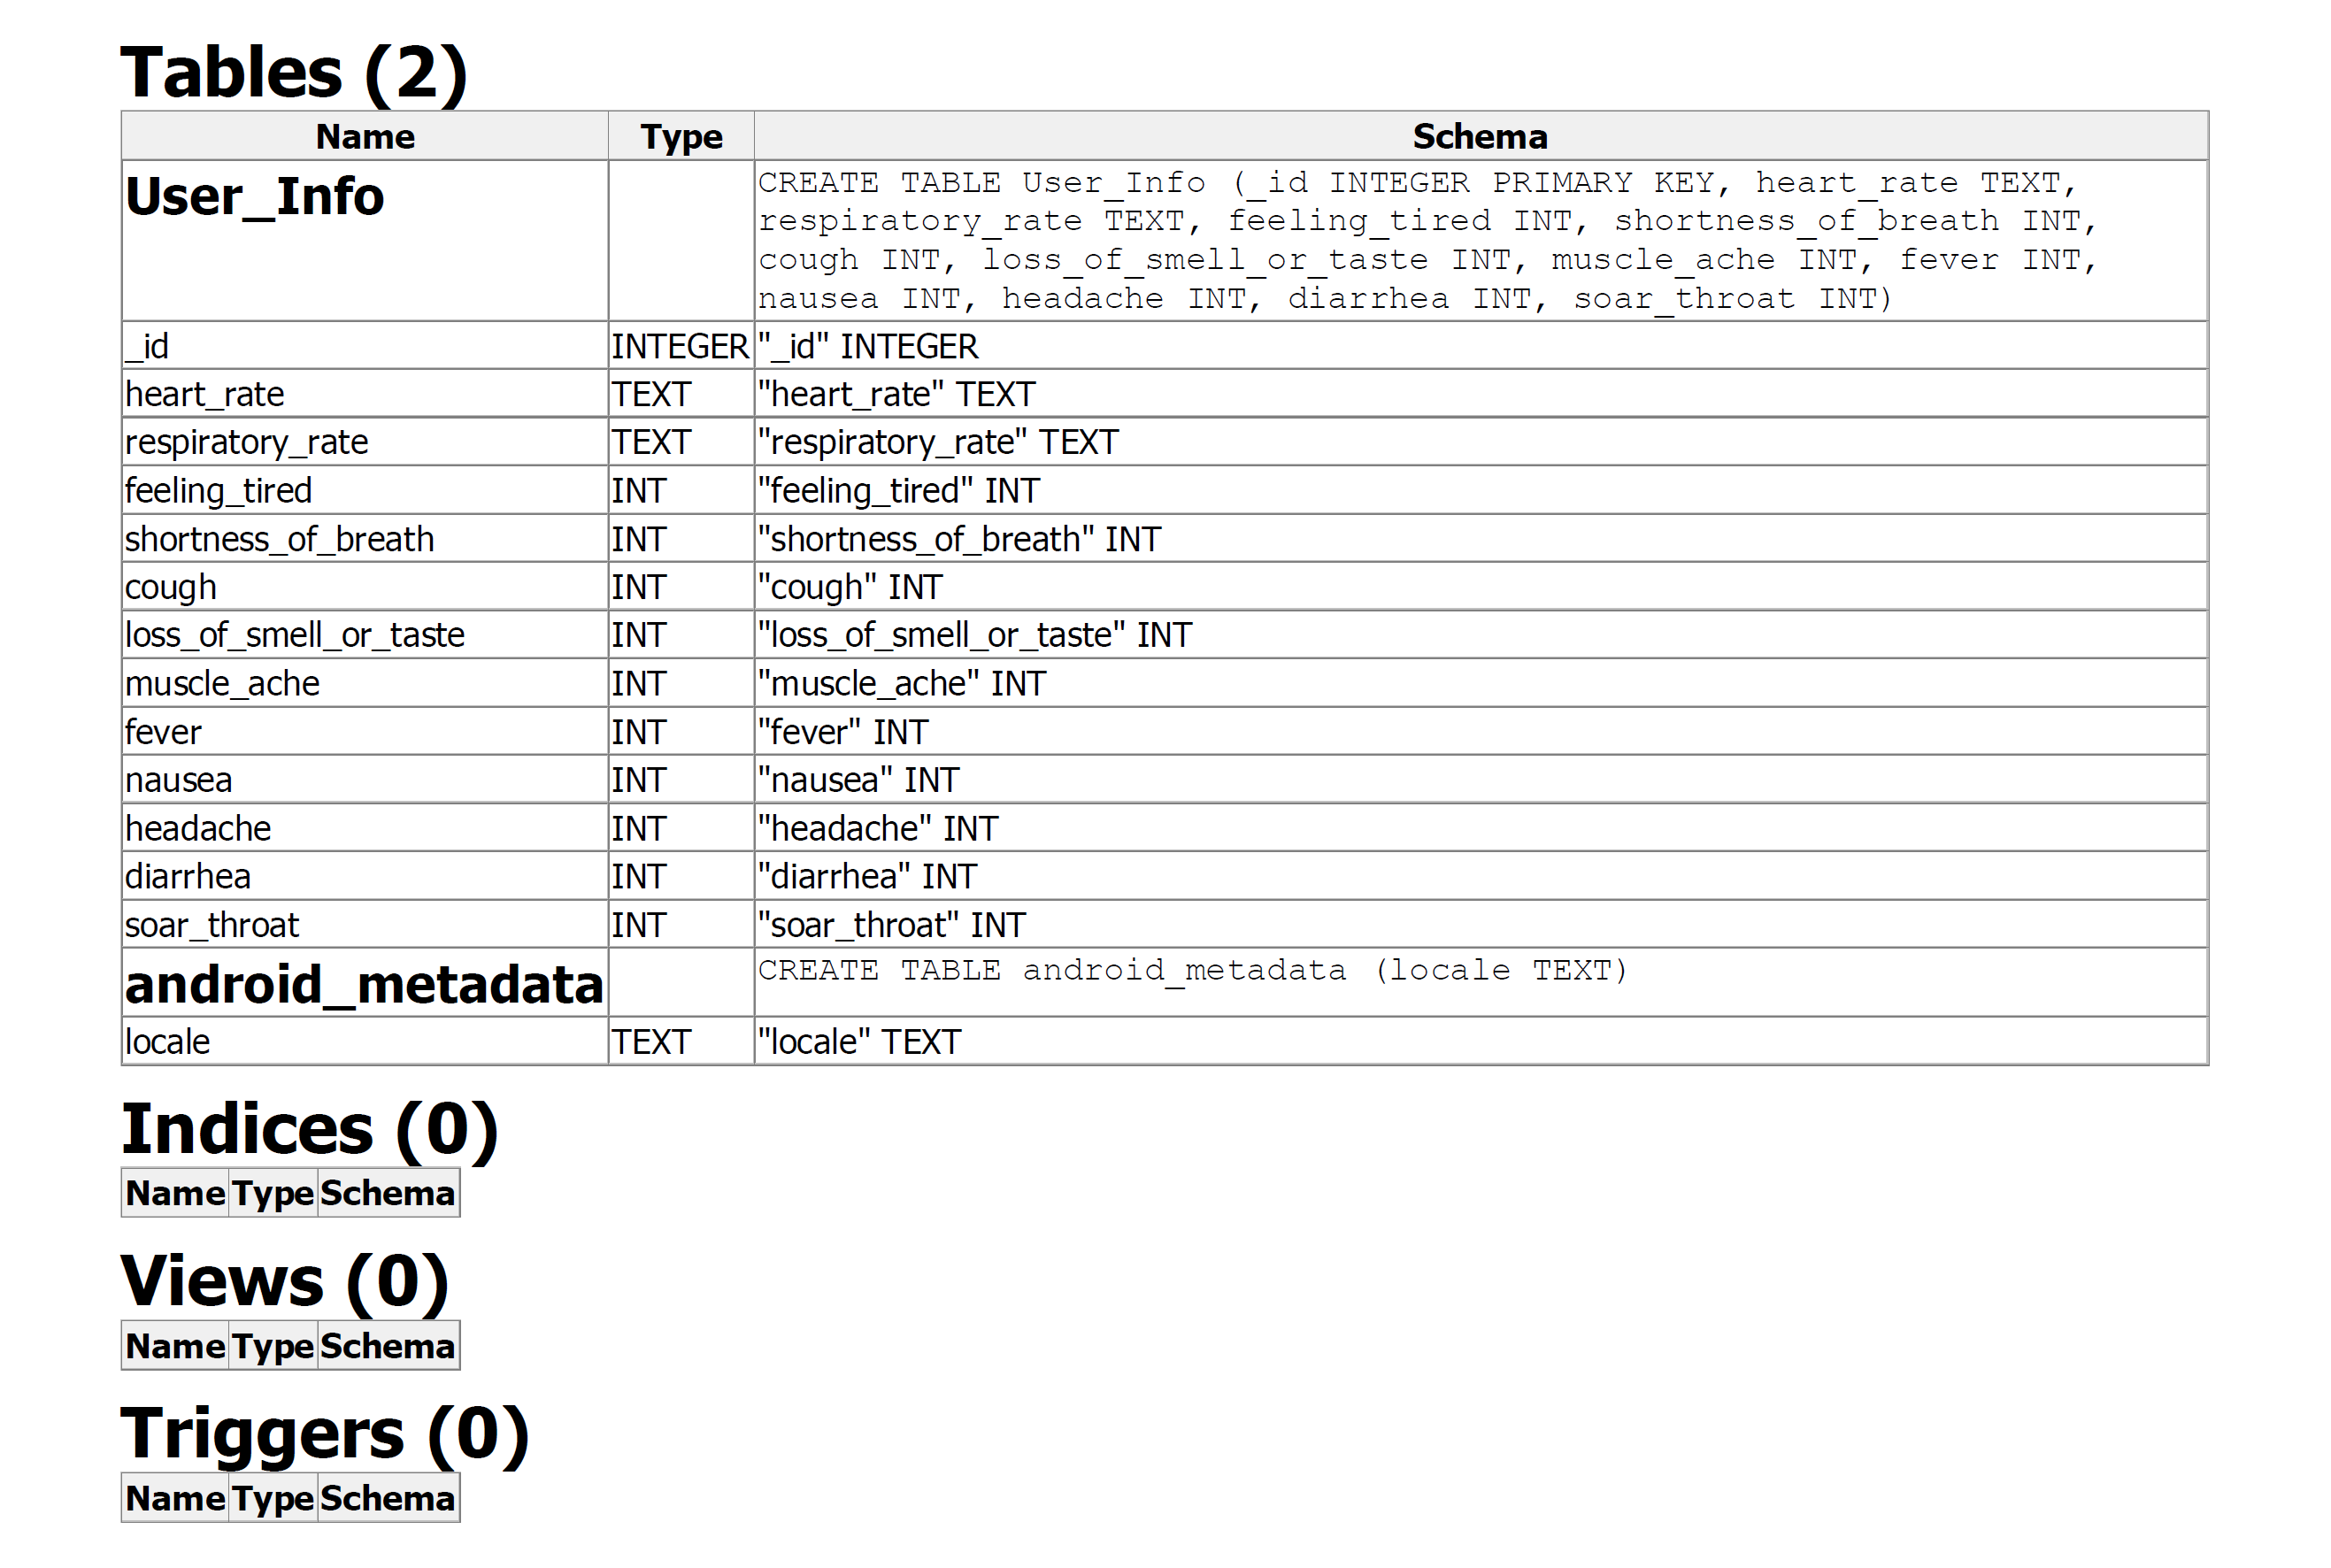 Tables (2)
Name Type Schema
User_Info CREATE TABLE User_Info (_id INTEGER PRIMARY KEY, heart_rate TEXT,
respiratory_rate TEXT, feeling_tired INT, shortness_of_breath INT,
cough INT, loss_of_smell_or_taste INT, muscle_ache INT, fever INT,
nausea INT, headache INT, diarrhea INT, soar_throat INT)
_id INTEGER "_id" INTEGER
heart_rate TEXT "heart_rate" TEXT
respiratory_rate TEXT "respiratory_rate" TEXT
feeling_tired INT "feeling_tired" INT
shortness_of_breath INT "shortness_of_breath" INT
cough INT "cough" INT
loss_of_smell_or_taste INT "loss_of_smell_or_taste" INT
muscle_ache INT "muscle_ache" INT
fever INT "fever" INT
nausea INT "nausea" INT
headache INT "headache" INT
diarrhea INT "diarrhea" INT
soar_throat INT "soar_throat" INT
android_metadata CREATE TABLE android_metadata (locale TEXT)
locale TEXT "locale" TEXT
Indices (0)
Name Type Schema
Views (0)
Name Type Schema
Triggers (0)
Name Type Schema